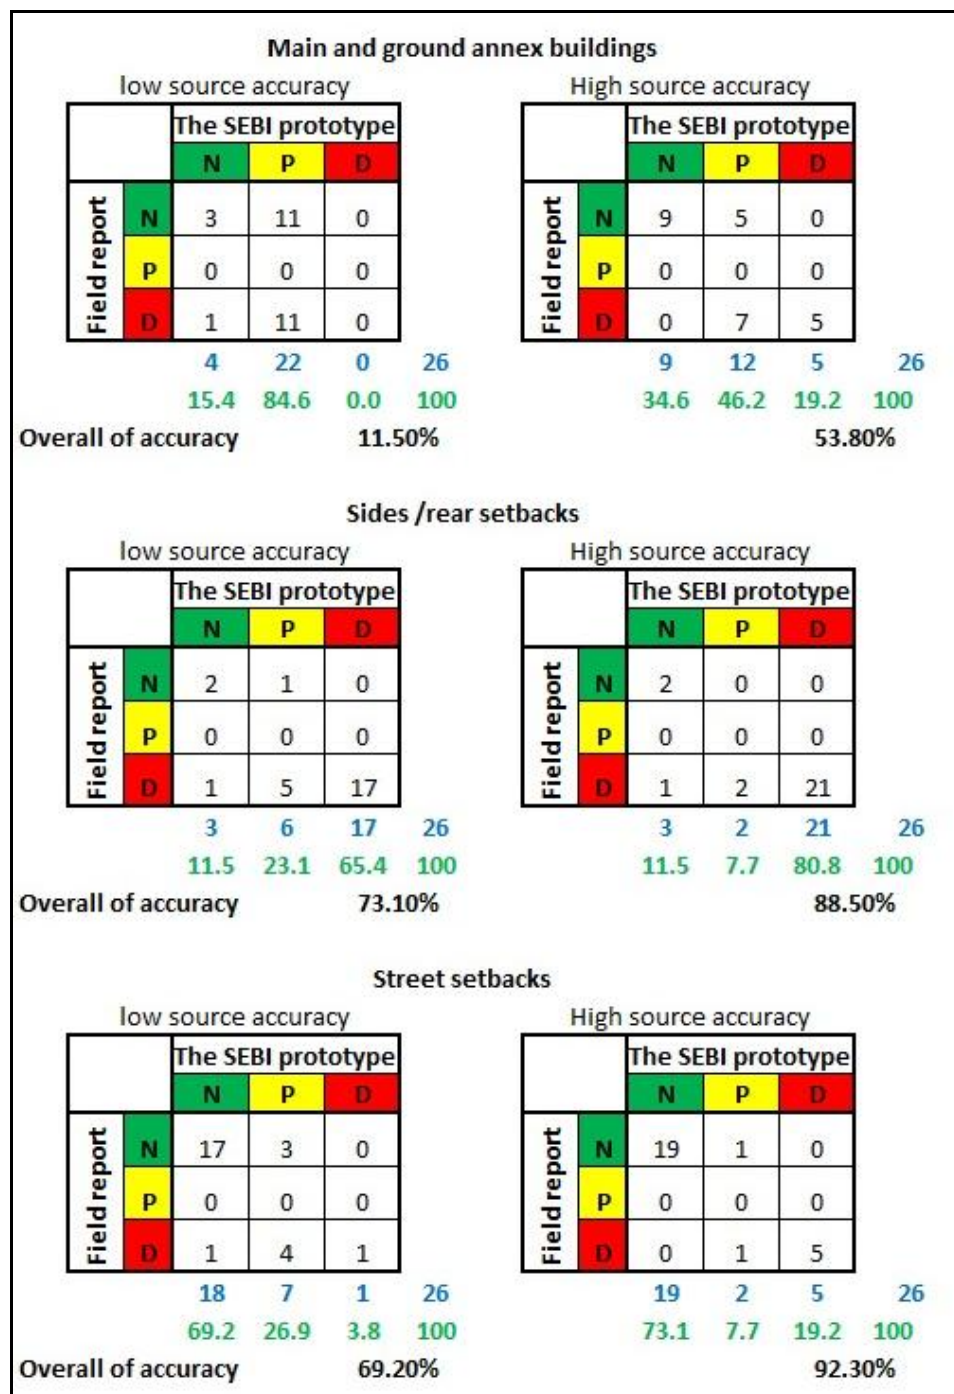 Main and ground annex buildings
low source accuracy High source accuracy
The SEBI prototype The SEBI prototype
N P D N P D
Field report N 3 11 0 Field report N 9 5 0
P 0 0 0 P 0 0 0
D 1 11 0 D 0 7 5
4 22 0 26 9 12 5 26
15.4 84.6 0.0 100 34.6 46.2 19.2 100
Overall of accuracy 11.50% 53.80%
Sides /rear setbacks
low source accuracy High source accuracy
The SEBI prototype The SEBI prototype
N P D N P D
Field report N 2 1 0 Field report N 2 0 0
P 0 0 0 P 0 0 0
D 1 5 17 D 1 2 21
3 6 17 26 3 2 21 26
11.5 23.1 65.4 100 11.5 7.7 80.8 100
Overall of accuracy 73.10% 88.50%
Street setbacks
low source accuracy High source accuracy
The SEBI prototype The SEBI prototype
N P D N P D
Field report N 17 3 0 Field report N 19 1 0
P 0 0 0 P 0 0 0
D 1 4 1 D 0 1 5
18 7 1 26 19 2 5 26
69.2 26.9 3.8 100 73.1 7.7 19.2 100
Overall of accuracy 69.20% 92.30%